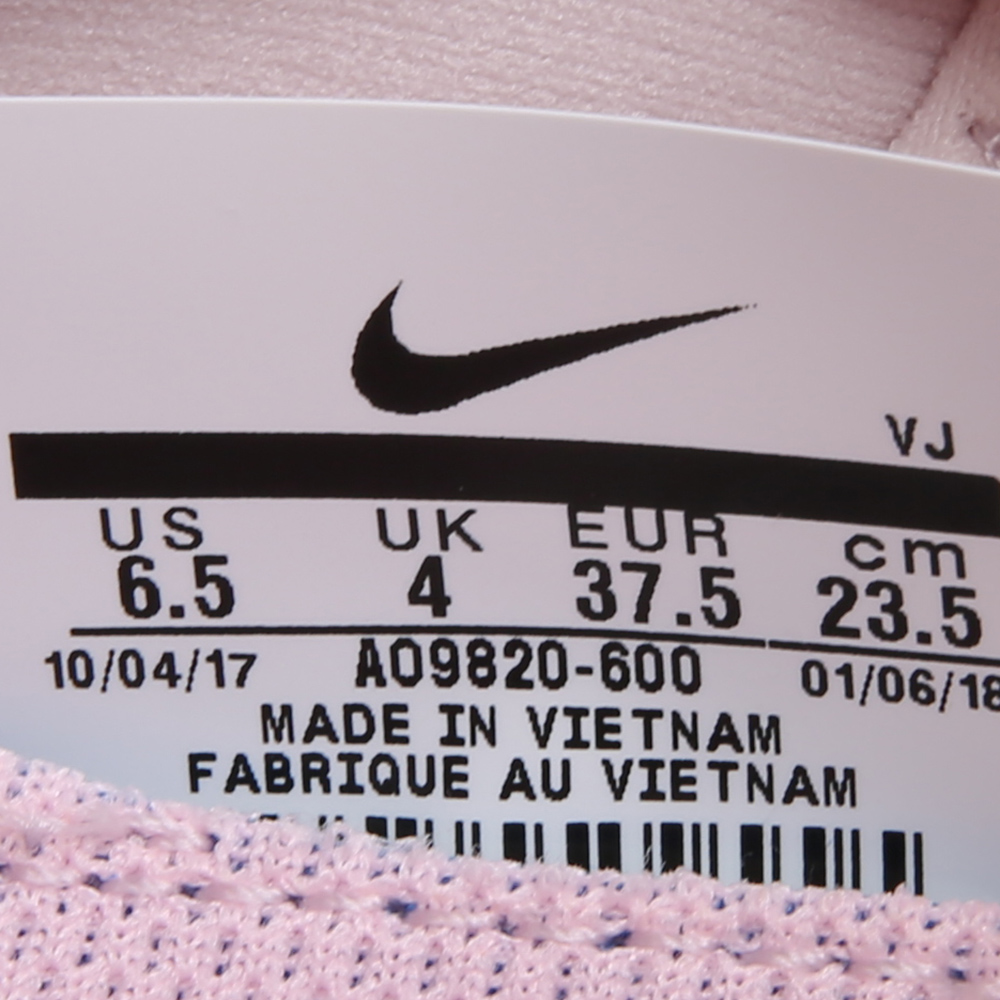 VJ
US UK EUR cm
6.5 4 37.5 23.5
10/04/17 AO9820-600 01/06/18
MADE IN VIETNAM
FABRIQUE AU VIETNAM